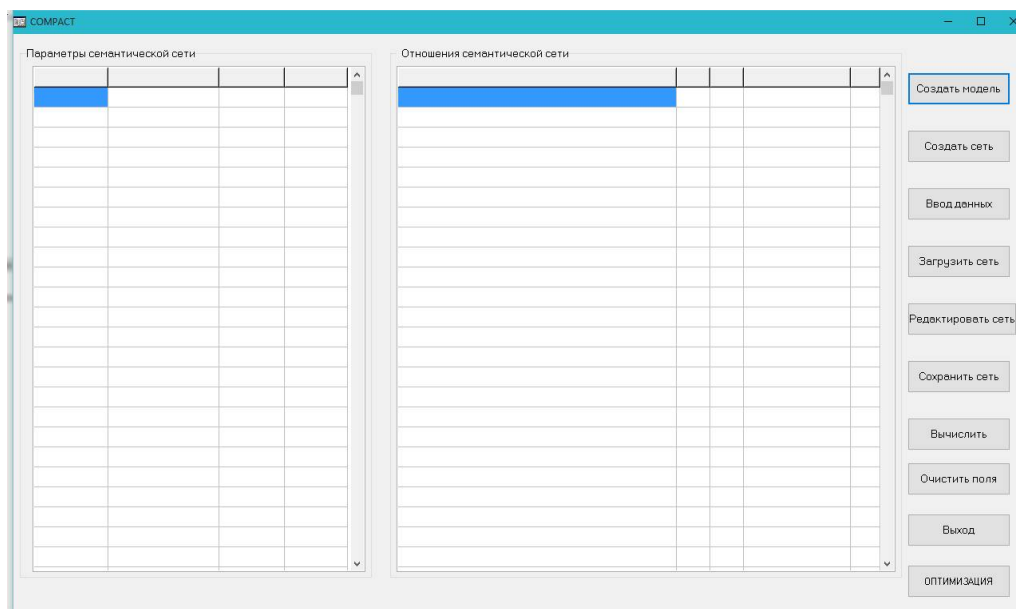 COMPACT
Параметры семантической сети
Отношения семантической сети
Создать модель
Создать сеть
Ввод данных
Загрузить сеть
Редактировать сеть
Сохранить сеть
Вычислить
Очистить поля
Выход
ОПТИМИЗАЦИЯ